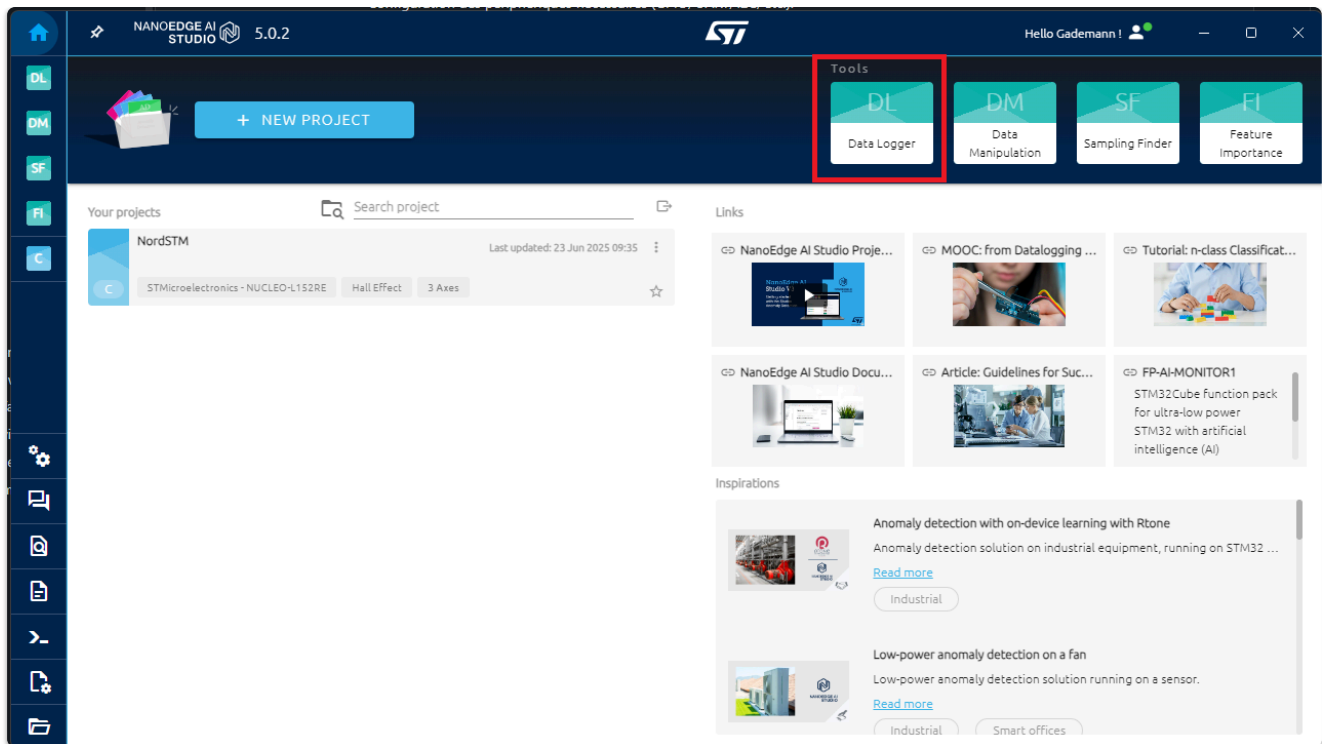 NANOEDGE AI
STUDIO
5.0.2
Hello Gademann !
DL
DM
SF
FI
C
+ NEW PROJECT
Tools
DL
Data Logger
DM
Data
Manipulation
SF
Sampling Finder
FI
Feature
Importance
Your projects
Search project
NordSTM
Last updated: 23 Jun 2025 09:35
C
STMicroelectronics - NUCLEO-L152RE
Hall Effect
3 Axes
Links
NanoEdge AI Studio Proje...
MOOC: from Datalogging ...
Tutorial: n-class Classificat...
NanoEdge AI Studio Docu...
Article: Guidelines for Suc...
FP-AI-MONITOR1
STM32Cube function pack
for ultra-low power
STM32 with artificial
intelligence (AI)
Inspirations
Anomaly detection with on-device learning with Rtone
Anomaly detection solution on industrial equipment, running on STM32 ...
Read more
Industrial
Low-power anomaly detection on a fan
Low-power anomaly detection solution running on a sensor.
Read more
Industrial
Smart offices